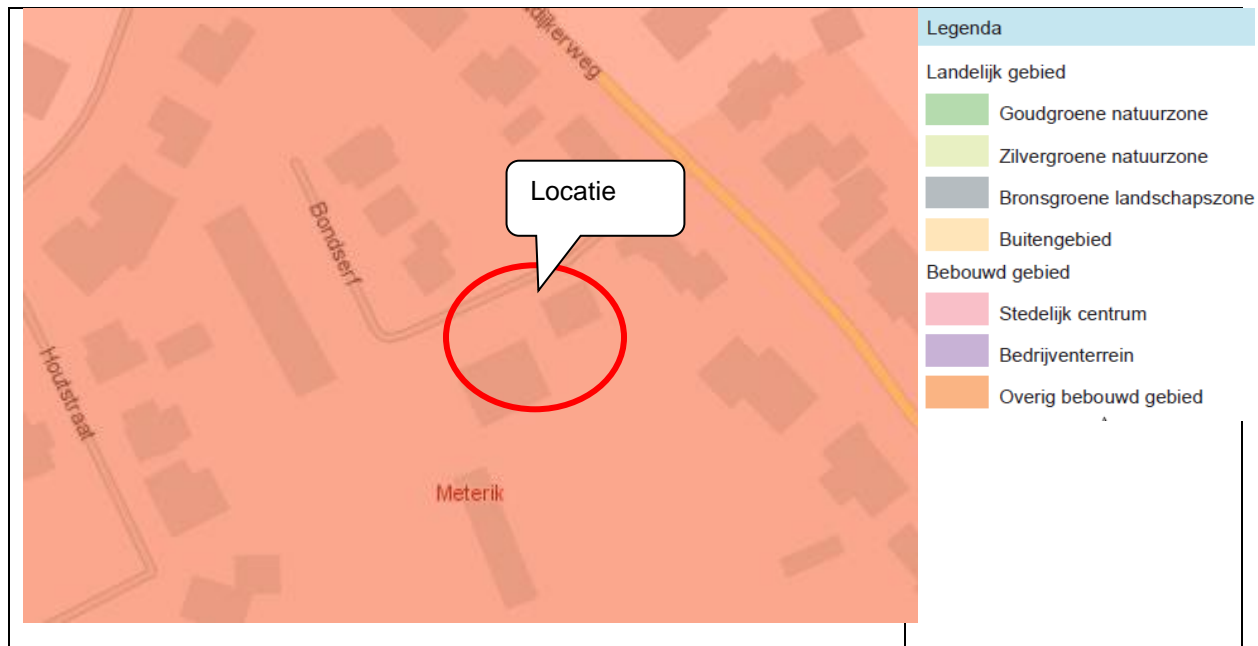 dijkerweg
Locatie
Bondserf
Houtstraat
Meterik
Legenda
Landelijk gebied
Goudgroene natuurzone
Zilvergroene natuurzone
Bronsgroene landschapszone
Buitengebied
Bebouwd gebied
Stedelijk centrum
Bedrijventerrein
Overig bebouwd gebied